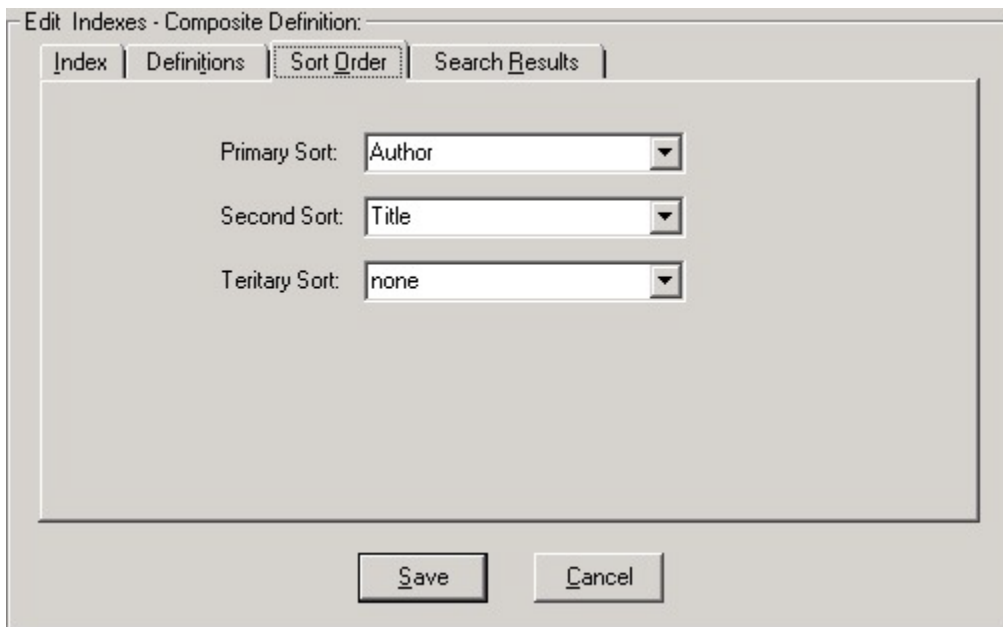 Edit Indexes - Composite Definition:
Index Definitions Sort Order Search Results
Primary Sort: Author
Second Sort: Title
Teritary Sort: none
Save Cancel